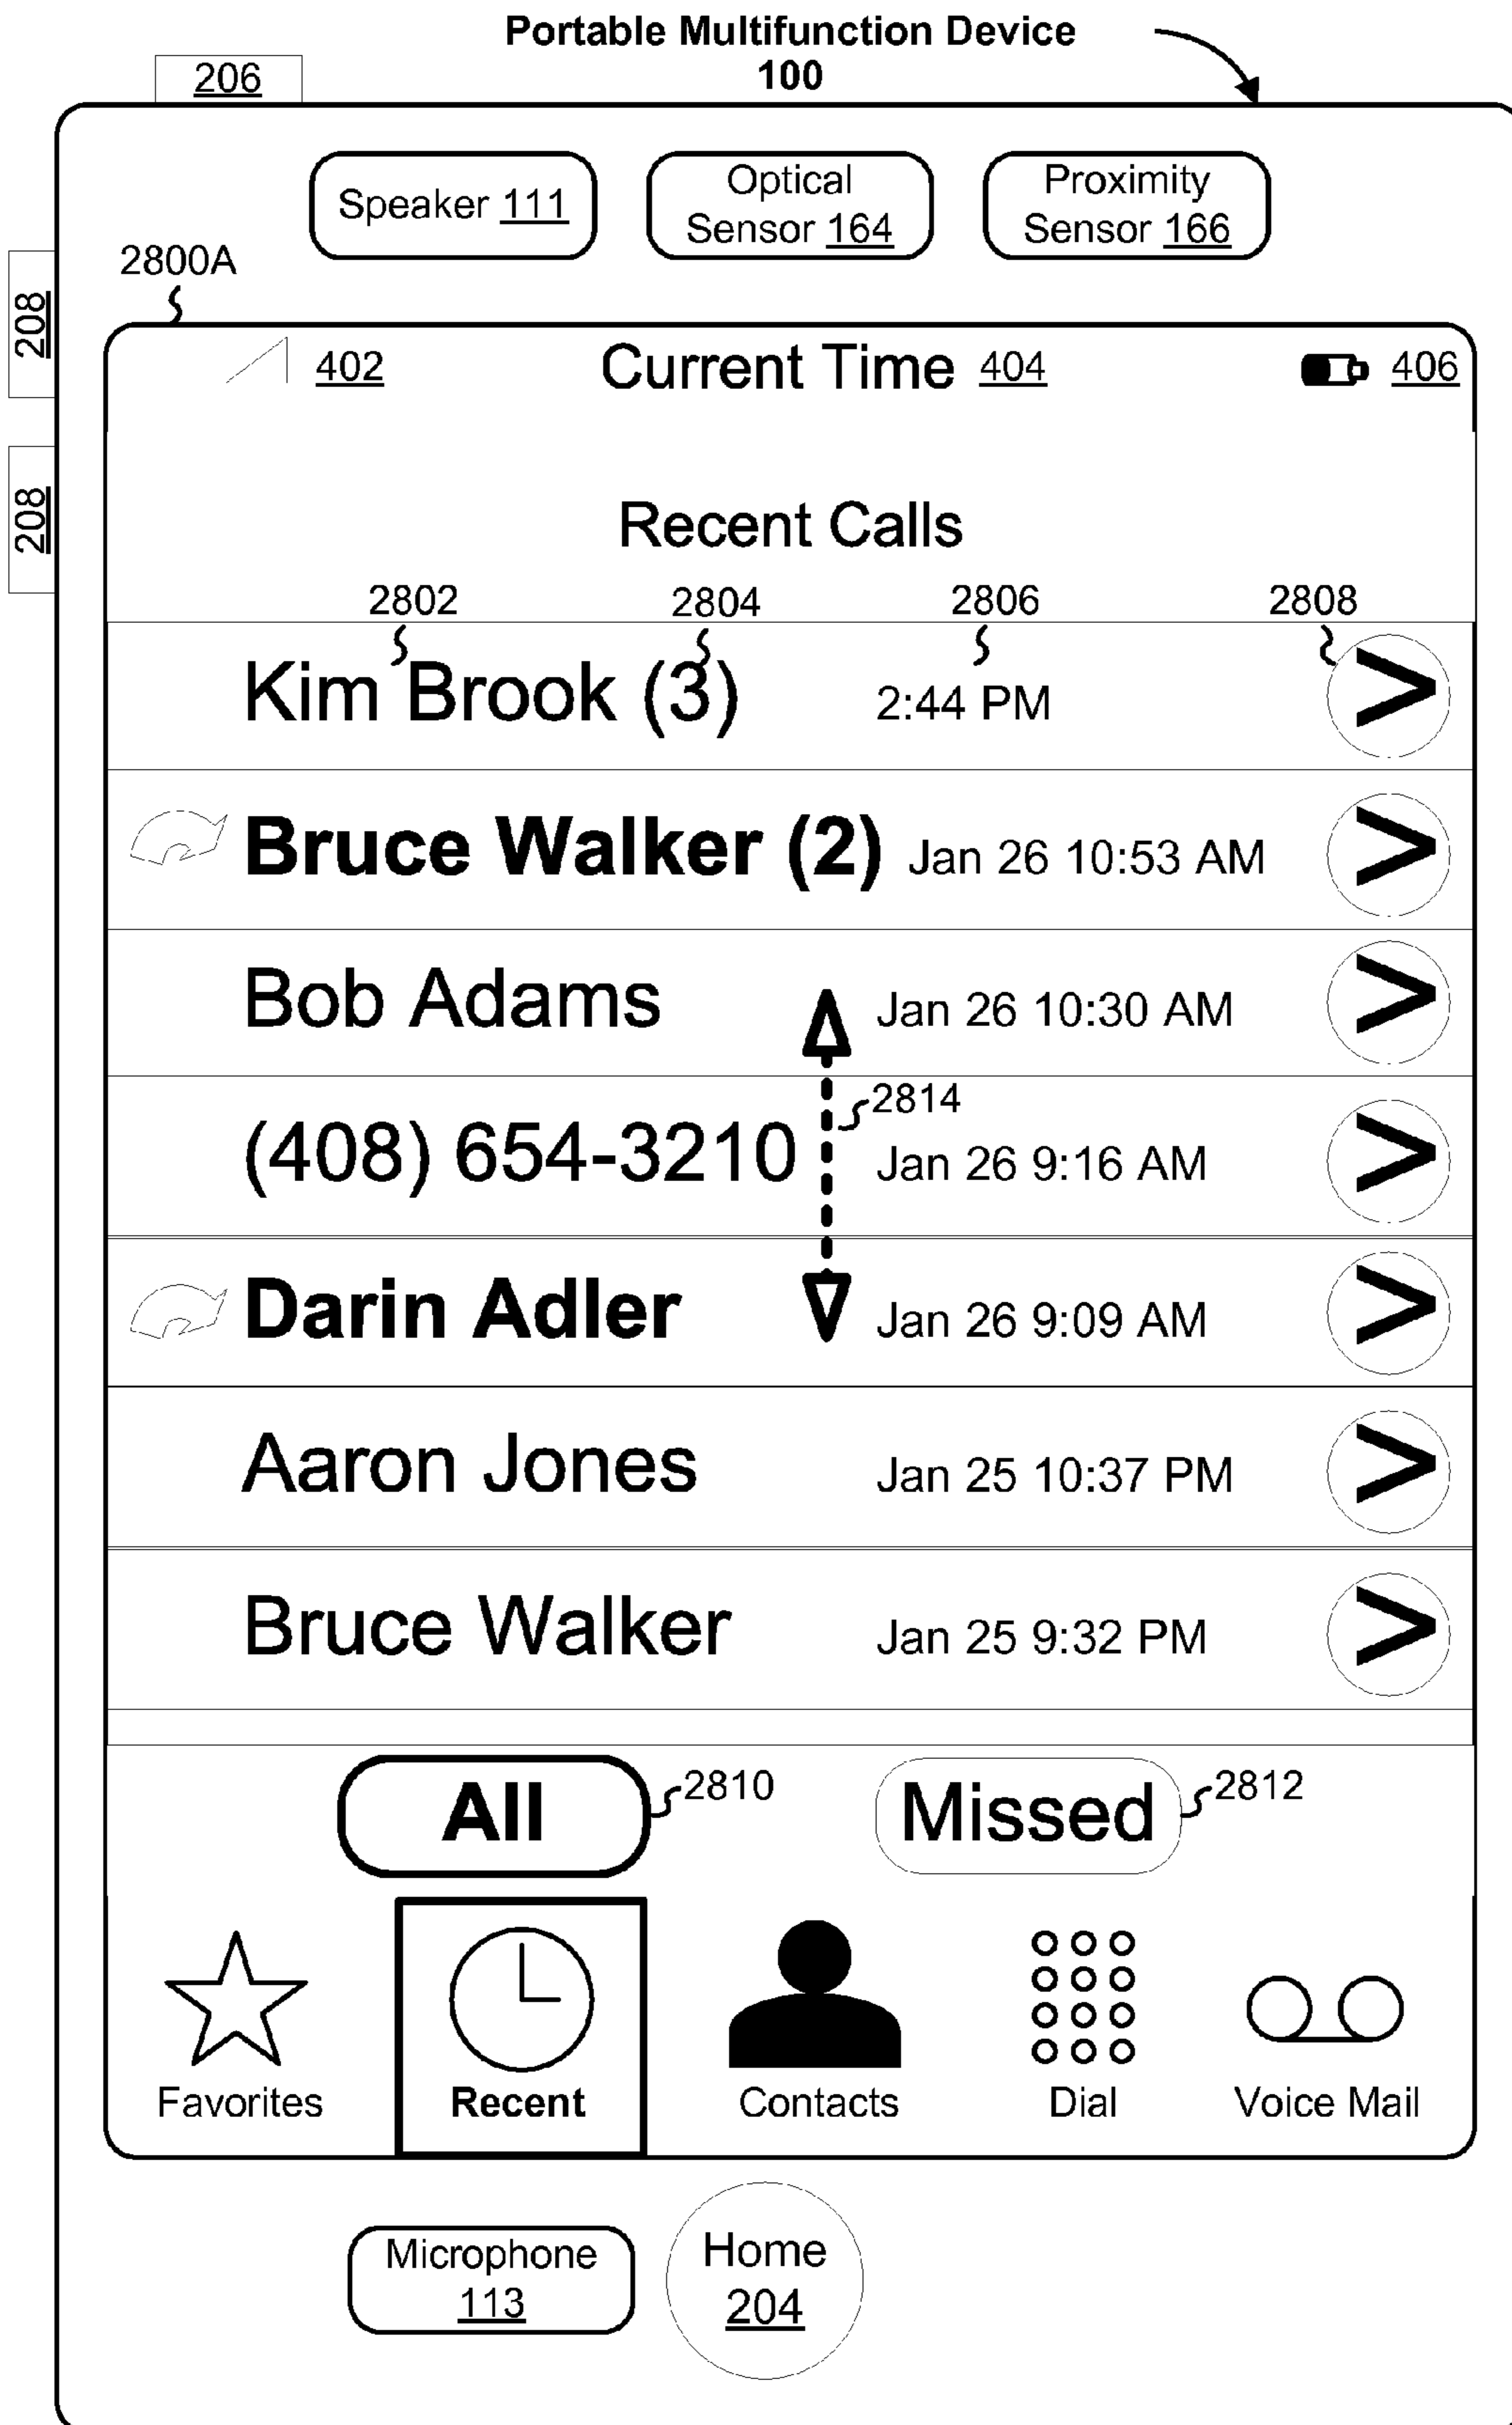 Portable Multifunction Device
100
206
Speaker 111
Optical
Sensor 164
Proximity
Sensor 166
2800A
208
208
402
Current Time 404
406
Recent Calls
2802
2804
2806
2808
Kim Brook (3) 2:44 PM >
Bruce Walker (2) Jan 26 10:53 AM >
Bob Adams Jan 26 10:30 AM >
2814
(408) 654-3210 Jan 26 9:16 AM >
Darin Adler Jan 26 9:09 AM >
Aaron Jones Jan 25 10:37 PM >
Bruce Walker Jan 25 9:32 PM >
All 2810
Missed 2812
Favorites
Recent
Contacts
Dial
Voice Mail
Microphone
113
Home
204